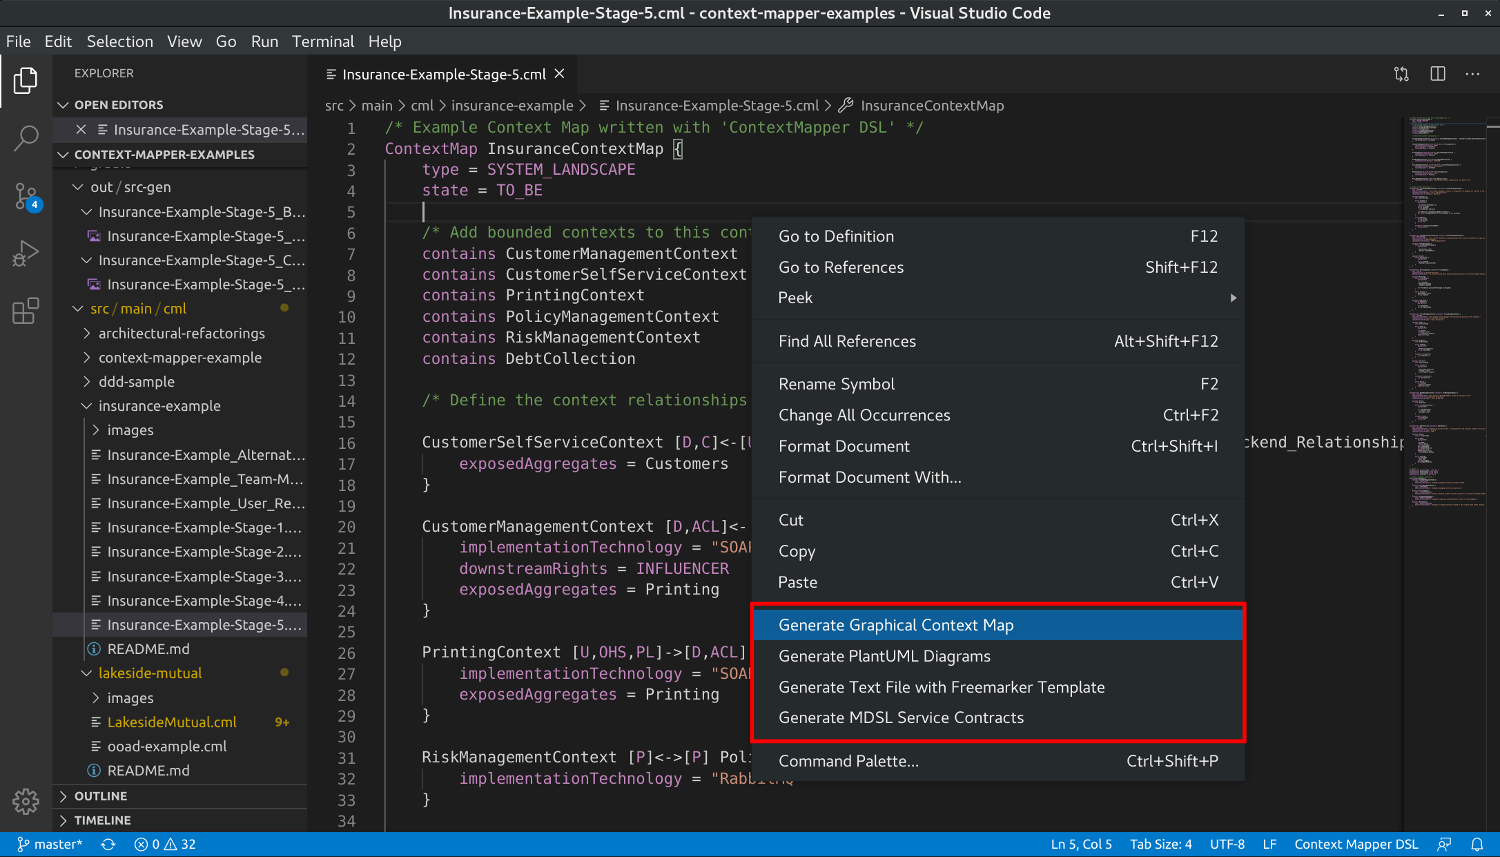 Insurance-Example-Stage-5.cml - context-mapper-examples - Visual Studio Code
File Edit Selection View Go Run Terminal Help
EXPLORER
OPEN EDITORS
Insurance-Example-Stage-5...
CONTEXT-MAPPER-EXAMPLES
out / src-gen
Insurance-Example-Stage-5_B...
Insurance-Example-Stage-5_...
Insurance-Example-Stage-5_C...
Insurance-Example-Stage-5_...
src / main / cml
architectural-refactorings
context-mapper-example
ddd-sample
insurance-example
images
Insurance-Example_Alternat...
Insurance-Example_Team-M...
Insurance-Example_User_Re...
Insurance-Example-Stage-1....
Insurance-Example-Stage-2....
Insurance-Example-Stage-3....
Insurance-Example-Stage-4....
Insurance-Example-Stage-5....
README.md
lakeside-mutual
images
LakesideMutual.cml 9+
ooad-example.cml
README.md
OUTLINE
TIMELINE
4
Insurance-Example-Stage-5.cml
src > main > cml > insurance-example > Insurance-Example-Stage-5.cml > InsuranceContextMap
1 /* Example Context Map written with 'ContextMapper DSL' */
2 ContextMap InsuranceContextMap {
3 type = SYSTEM_LANDSCAPE
4 state = TO_BE
5
6 /* Add bounded contexts to this con
7 contains CustomerManagementContext
8 contains CustomerSelfServiceContext
9 contains PrintingContext
10 contains PolicyManagementContext
11 contains RiskManagementContext
12 contains DebtCollection
13
14 /* Define the context relationships
15
16 CustomerSelfServiceContext [D,C]<-[U ckend_Relationship
17 exposedAggregates = Customers
18 }
19
20 CustomerManagementContext [D,ACL]<-
21 implementationTechnology = "SOA
22 downstreamRights = INFLUENCER
23 exposedAggregates = Printing
24 }
25
26 PrintingContext [U,OHS,PL]->[D,ACL]
27 implementationTechnology = "SOA
28 exposedAggregates = Printing
29 }
30
31 RiskManagementContext [P]<->[P] Pol
32 implementationTechnology = "RabbitMQ
33 }
34
Go to Definition F12
Go to References Shift+F12
Peek
Find All References Alt+Shift+F12
Rename Symbol F2
Change All Occurrences Ctrl+F2
Format Document Ctrl+Shift+I
Format Document With...
Cut Ctrl+X
Copy Ctrl+C
Paste Ctrl+V
Generate Graphical Context Map
Generate PlantUML Diagrams
Generate Text File with Freemarker Template
Generate MDSL Service Contracts
Command Palette... Ctrl+Shift+P
master* 0 32 Ln 5, Col 5 Tab Size: 4 UTF-8 LF Context Mapper DSL